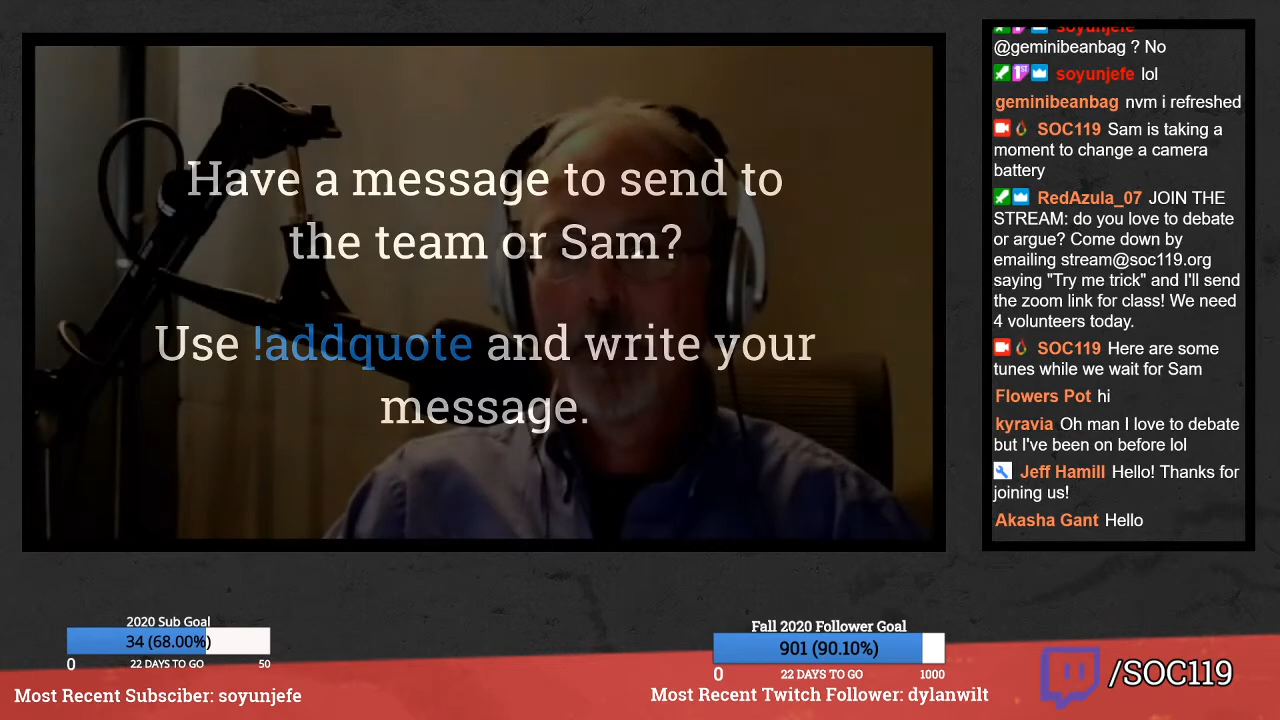 Have a message to send to
the team or Sam?
Use !addquote and write your
message.
soyunjefe
@geminibeanbag ? No
soyunjefe lol
geminibeanbag nvm i refreshed
SOC119 Sam is taking a
moment to change a camera
battery
RedAzula_07 JOIN THE
STREAM: do you love to debate
or argue? Come down by
emailing stream@soc119.org
saying "Try me trick" and I'll send
the zoom link for class! We need
4 volunteers today.
SOC119 Here are some
tunes while we wait for Sam
Flowers Pot hi
kyravia Oh man I love to debate
but I've been on before lol
Jeff Hamill Hello! Thanks for
joining us!
Akasha Gant Hello
2020 Sub Goal
34 (68.00%)
0 22 DAYS TO GO 50
Most Recent Subsciber: soyunjefe
Fall 2020 Follower Goal
901 (90.10%)
0 22 DAYS TO GO 1000
Most Recent Twitch Follower: dylanwilt
/SOC119